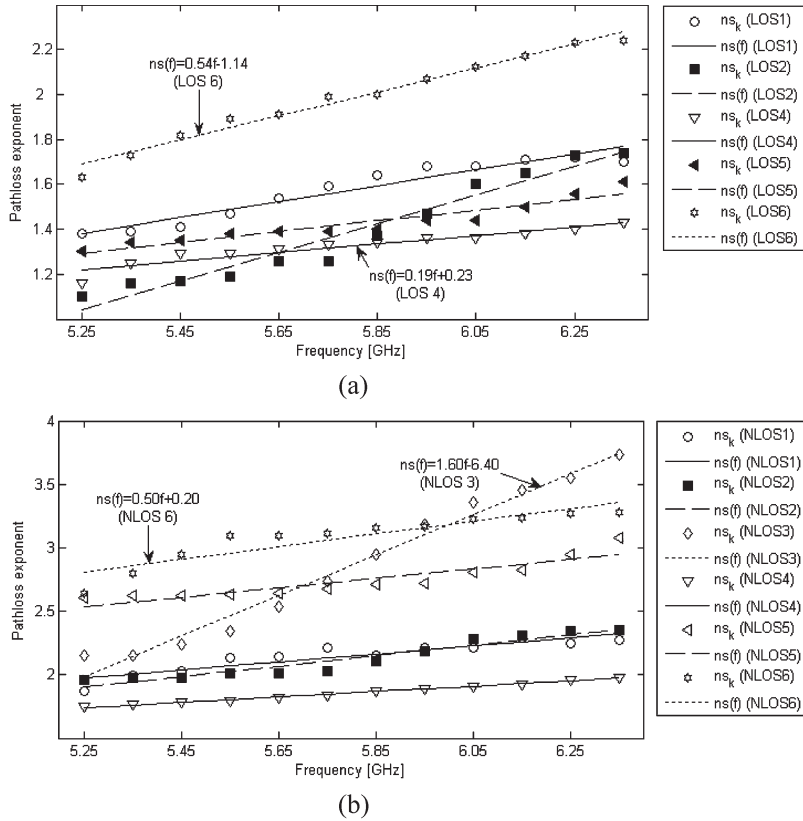 2.2
2
1.8
1.6
1.4
1.2
Pathloss exponent
ns(f)=0.54f-1.14
(LOS 6)
ns(f)=0.19f+0.23
(LOS 4)
5.25 5.45 5.65 5.85 6.05 6.25
Frequency [GHz]
nsk (LOS1)
ns(f) (LOS1)
nsk (LOS2)
ns(f) (LOS2)
nsk (LOS4)
ns(f) (LOS4)
nsk (LOS5)
ns(f) (LOS5)
nsk (LOS6)
ns(f) (LOS6)
(a)
4
3.5
3
2.5
2
Pathloss exponent
ns(f)=1.60f-6.40
(NLOS 3)
ns(f)=0.50f+0.20
(NLOS 6)
5.25 5.45 5.65 5.85 6.05 6.25
Frequency [GHz]
nsk (NLOS1)
ns(f) (NLOS1)
nsk (NLOS2)
ns(f) (NLOS2)
nsk (NLOS3)
ns(f) (NLOS3)
nsk (NLOS4)
ns(f) (NLOS4)
nsk (NLOS5)
ns(f) (NLOS5)
nsk (NLOS6)
ns(f) (NLOS6)
(b)